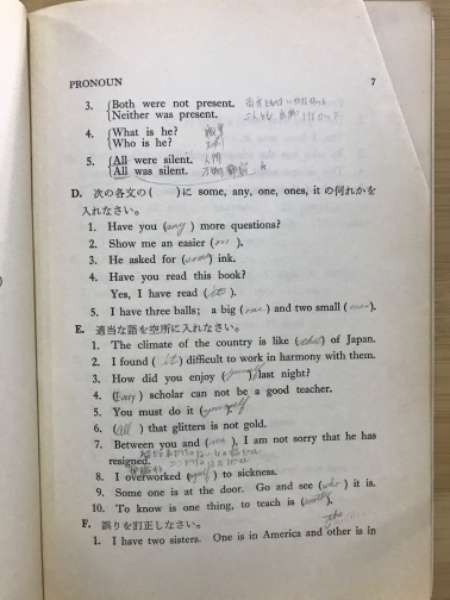 PRONOUN 7
3. {Both were not present.
{Neither was present.
4. {What is he? 職業
{Who is he?
5. {All were silent. 人間
{All was silent.
D. 次の各文の( )に some, any, one, ones, it の何れかを
入れなさい。
1. Have you (any) more questions?
2. Show me an easier (one).
3. He asked for (some) ink.
4. Have you read this book?
Yes, I have read (it).
5. I have three balls; a big (one) and two small (ones).
E. 適当な語を空所に入れなさい。
1. The climate of the country is like (that) of Japan.
2. I found (it) difficult to work in harmony with them.
3. How did you enjoy (yourself) last night?
4. (Every) scholar can not be a good teacher.
5. You must do it (yourself).
6. (All) that glitters is not gold.
7. Between you and (me), I am not sorry that he has
resigned.
8. I overworked (myself) to sickness.
9. Some one is at the door. Go and see (who) it is.
10. To know is one thing, to teach is (another).
F. 誤りを訂正しなさい。
the
1. I have two sisters. One is in America and other is in